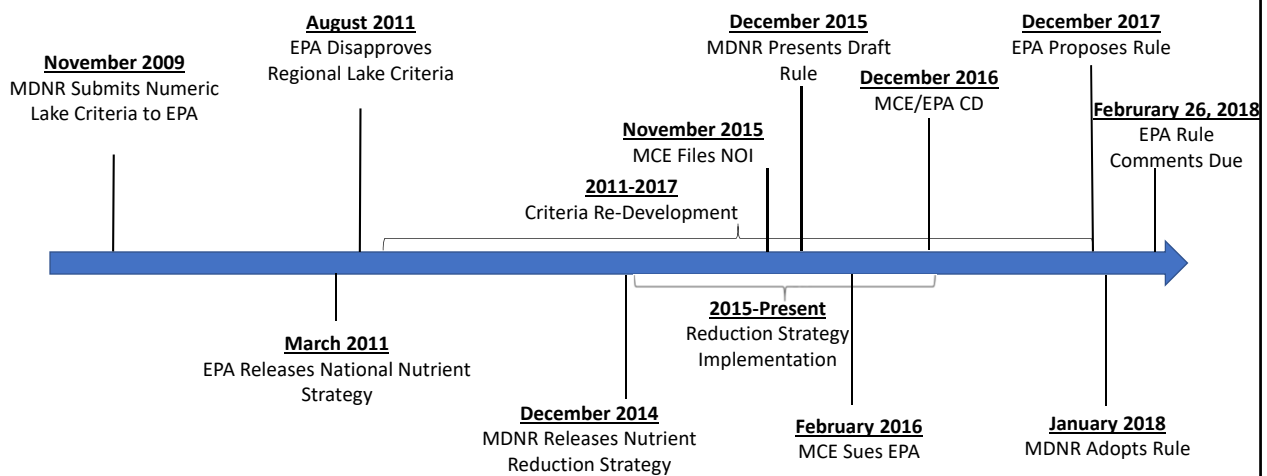 November 2009
MDNR Submits Numeric
Lake Criteria to EPA
August 2011
EPA Disapproves
Regional Lake Criteria
2011-2017
Criteria Re-Development
November 2015
MCE Files NOI
December 2015
MDNR Presents Draft
Rule
December 2016
MCE/EPA CD
December 2017
EPA Proposes Rule
Februrary 26, 2018
EPA Rule
Comments Due
March 2011
EPA Releases National Nutrient
Strategy
December 2014
MDNR Releases Nutrient
Reduction Strategy
2015-Present
Reduction Strategy
Implementation
February 2016
MCE Sues EPA
January 2018
MDNR Adopts Rule